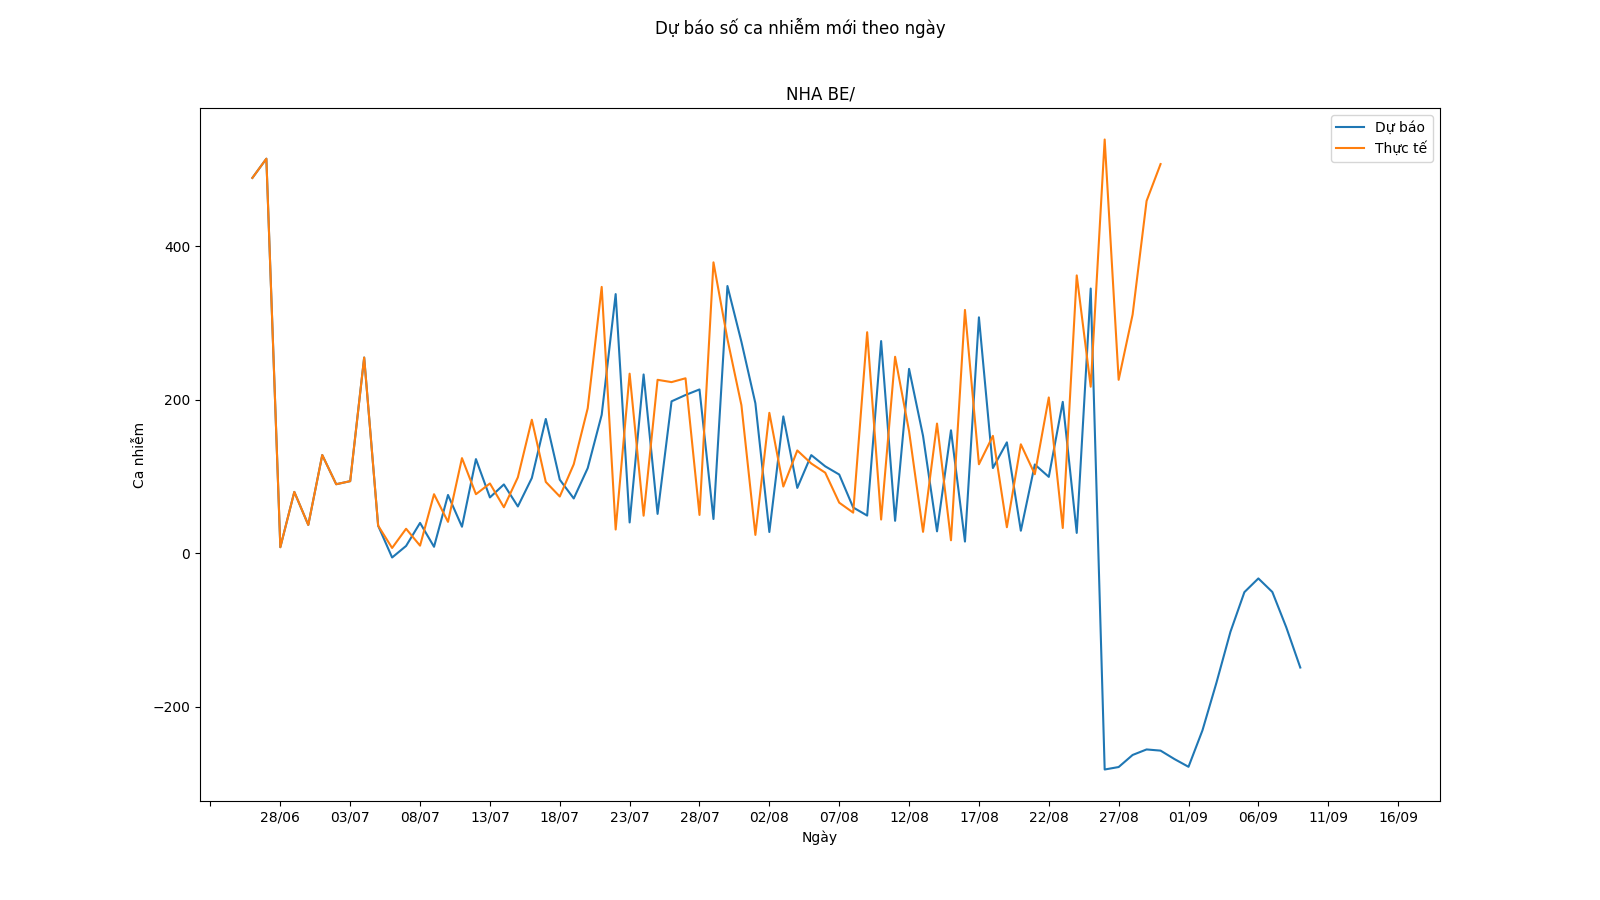 Dự báo số ca nhiễm mới theo ngày
NHA BE/
Dự báo
Thực tế
Ca nhiễm
400
200
0
−200
28/06 03/07 08/07 13/07 18/07 23/07 28/07 02/08 07/08 12/08 17/08 22/08 27/08 01/09 06/09 11/09 16/09
Ngày